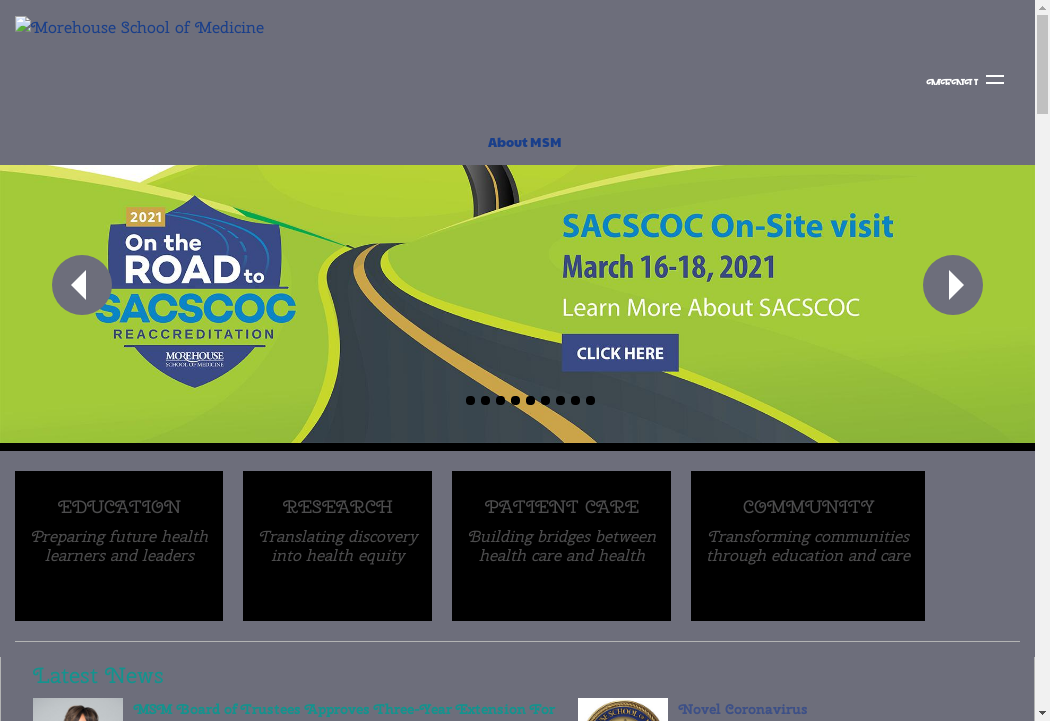 Morehouse School of Medicine
About MSM
2021
On the
ROAD to
SACSCOC
REACCREDITATION
MOREHOUSE
SCHOOL OF MEDICINE
SACSCOC On-Site visit
March 16-18, 2021
Learn More About SACSCOC
CLICK HERE
EDUCATION
Preparing future health
learners and leaders
RESEARCH
Translating discovery
into health equity
PATIENT CARE
Building bridges between
health care and health
COMMUNITY
Transforming communities
through education and care
Latest News
MSM Board of Trustees Approves Three-Year Extension For
Novel Coronavirus